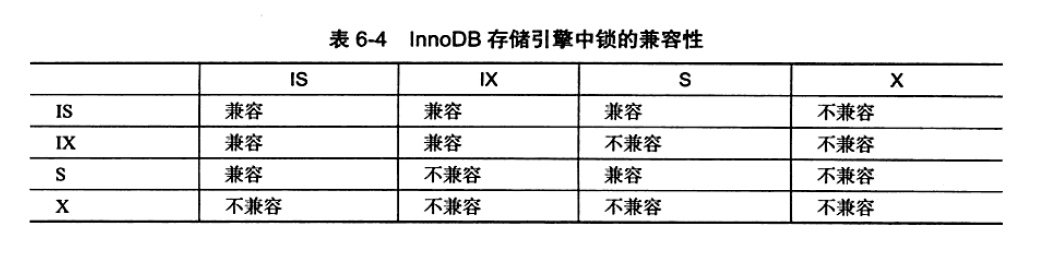 表 6-4 InnoDB 存储引擎中锁的兼容性
IS IX S X
IS 兼容 兼容 兼容 不兼容
IX 兼容 兼容 不兼容 不兼容
S 兼容 不兼容 兼容 不兼容
X 不兼容 不兼容 不兼容 不兼容